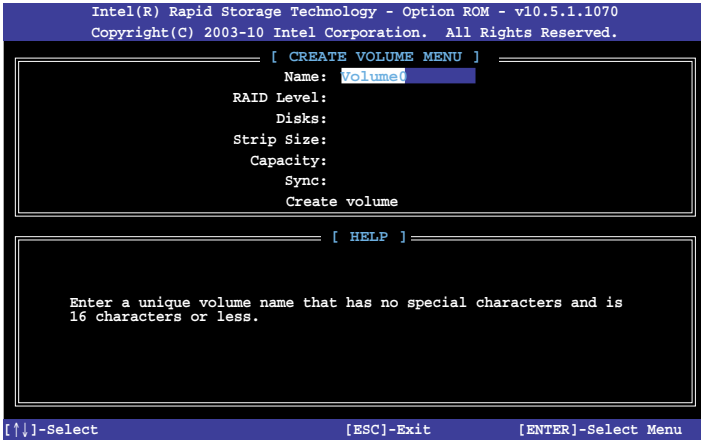 Intel(R) Rapid Storage Technology - Option ROM - v10.5.1.1070
Copyright(C) 2003-10 Intel Corporation. All Rights Reserved.
[ CREATE VOLUME MENU ]
Name: Volume0
RAID Level:
Disks:
Strip Size:
Capacity:
Sync:
Create volume
[ HELP ]
Enter a unique volume name that has no special characters and is
16 characters or less.
[↑↓]-Select [ESC]-Exit [ENTER]-Select Menu